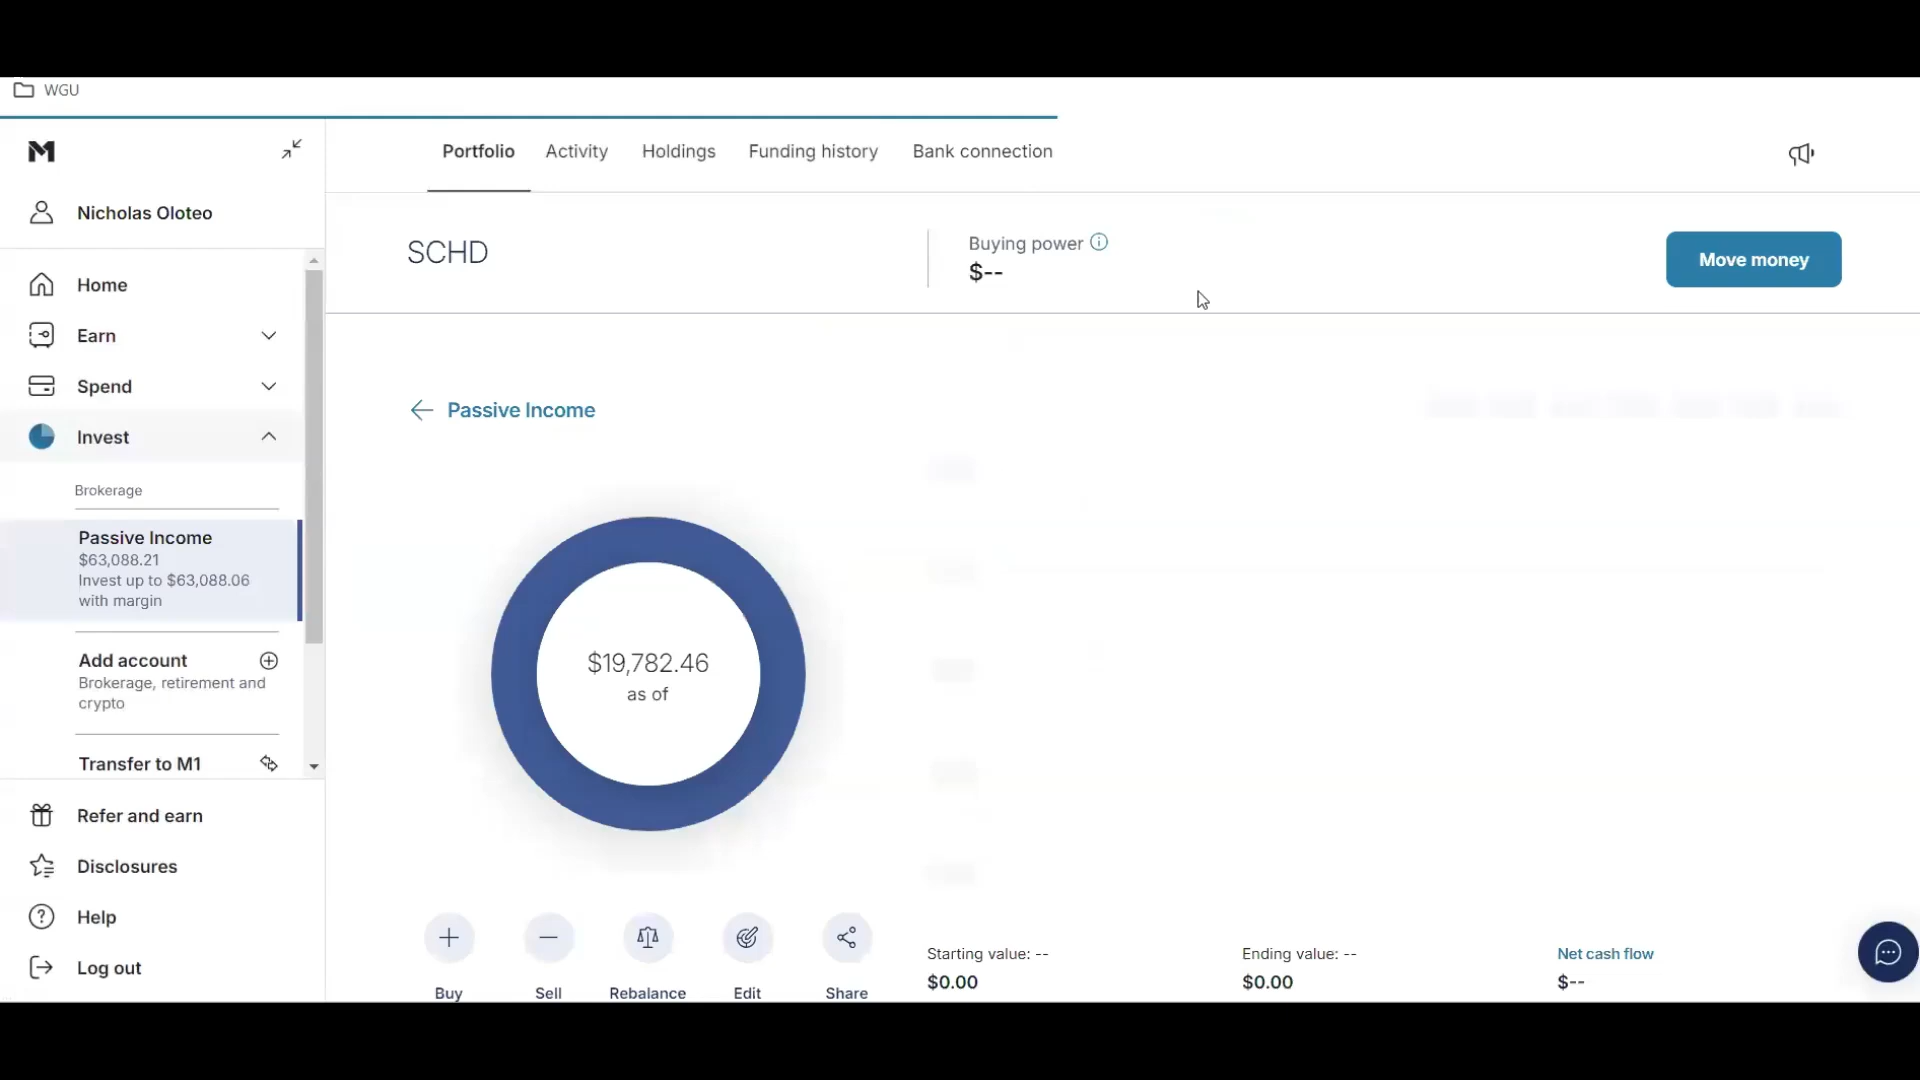 WGU
Portfolio
Activity
Holdings
Funding history
Bank connection
Nicholas Oloteo
SCHD
Buying power
$--
Move money
Home
Earn
Spend
Invest
Brokerage
Passive Income
$63,088.21
Invest up to $63,088.06
with margin
Add account
Brokerage, retirement and
crypto
Transfer to M1
Refer and earn
Disclosures
Help
Log out
Passive Income
$19,782.46
as of
Buy
Sell
Rebalance
Edit
Share
Starting value: --
$0.00
Ending value: --
$0.00
Net cash flow
$--